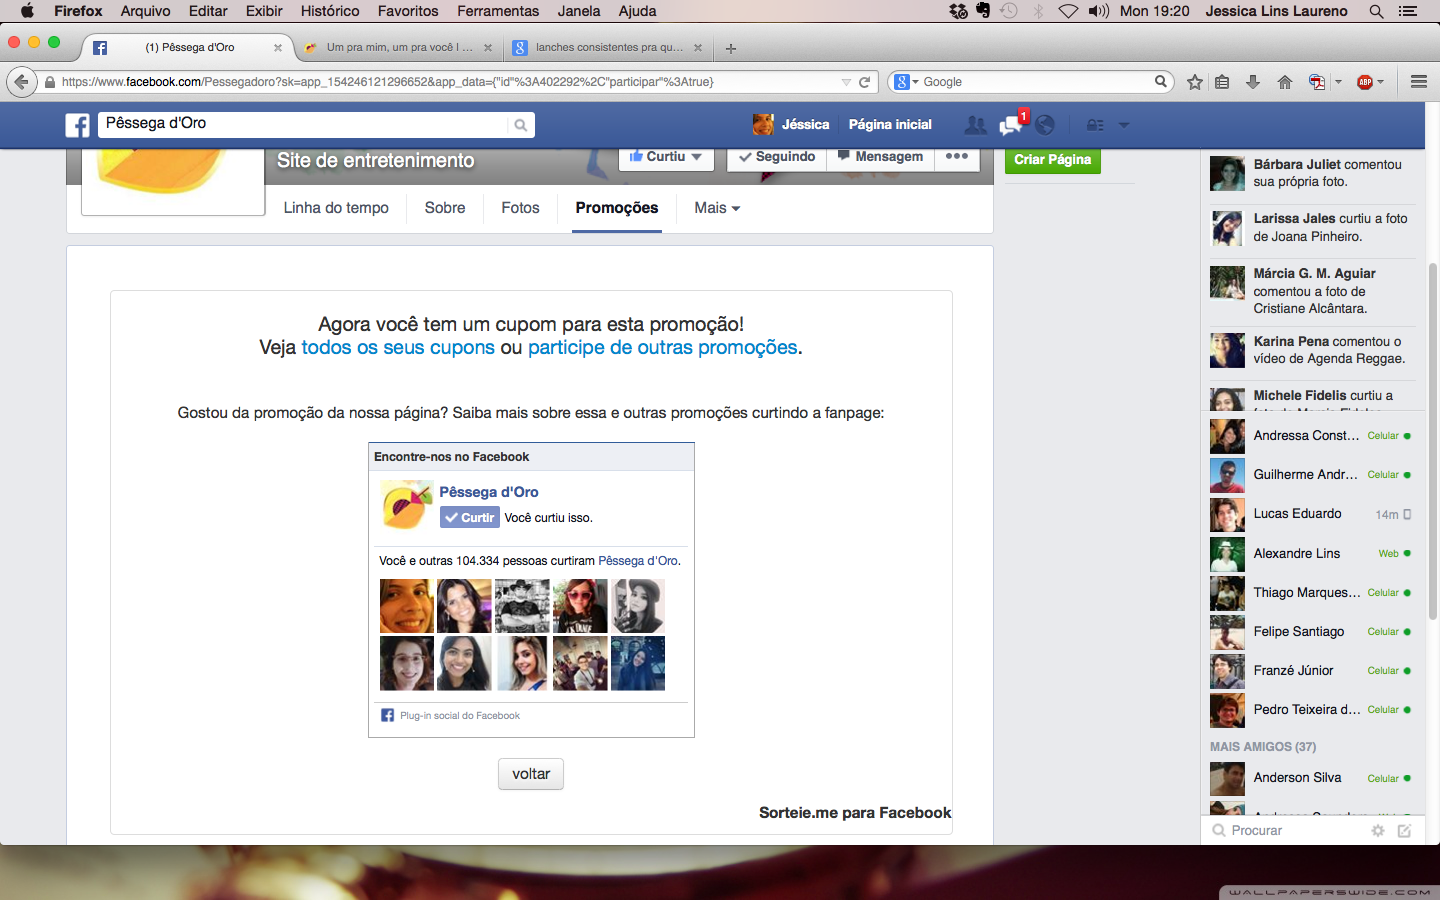 Firefox Arquivo Editar Exibir Histórico Favoritos Ferramentas Janela Ajuda Mon 19:20 Jessica Lins Laureno
(1) Pêssega d'Oro
Um pra mim, um pra você l ...
lanches consistentes pra qu...
https://www.facebook.com/Pessegadoro?sk=app_154246121296652&app_data={"id"%3A402292%2C"participar"%3Atrue}
Google
ABP
Pêssega d'Oro
Jéssica
Página inicial
1
Site de entretenimento
Curtiu
Seguindo
Mensagem
Criar Página
Linha do tempo
Sobre
Fotos
Promoções
Mais
Agora você tem um cupom para esta promoção!
Veja todos os seus cupons ou participe de outras promoções.
Gostou da promoção da nossa página? Saiba mais sobre essa e outras promoções curtindo a fanpage:
Encontre-nos no Facebook
Pêssega d'Oro
Curtir Você curtiu isso.
Você e outras 104.334 pessoas curtiram Pêssega d'Oro.
Plug-in social do Facebook
voltar
Sorteie.me para Facebook
Bárbara Juliet comentou
sua própria foto.
Larissa Jales curtiu a foto
de Joana Pinheiro.
Márcia G. M. Aguiar
comentou a foto de
Cristiane Alcântara.
Karina Pena comentou o
vídeo de Agenda Reggae.
Michele Fidelis curtiu a
Andressa Const... Celular
Guilherme Andr... Celular
Lucas Eduardo 14m
Alexandre Lins Web
Thiago Marques... Celular
Felipe Santiago Celular
Franzé Júnior Celular
Pedro Teixeira d... Celular
MAIS AMIGOS (37)
Anderson Silva Celular
Procurar
WALLPAPERSWIDE.COM